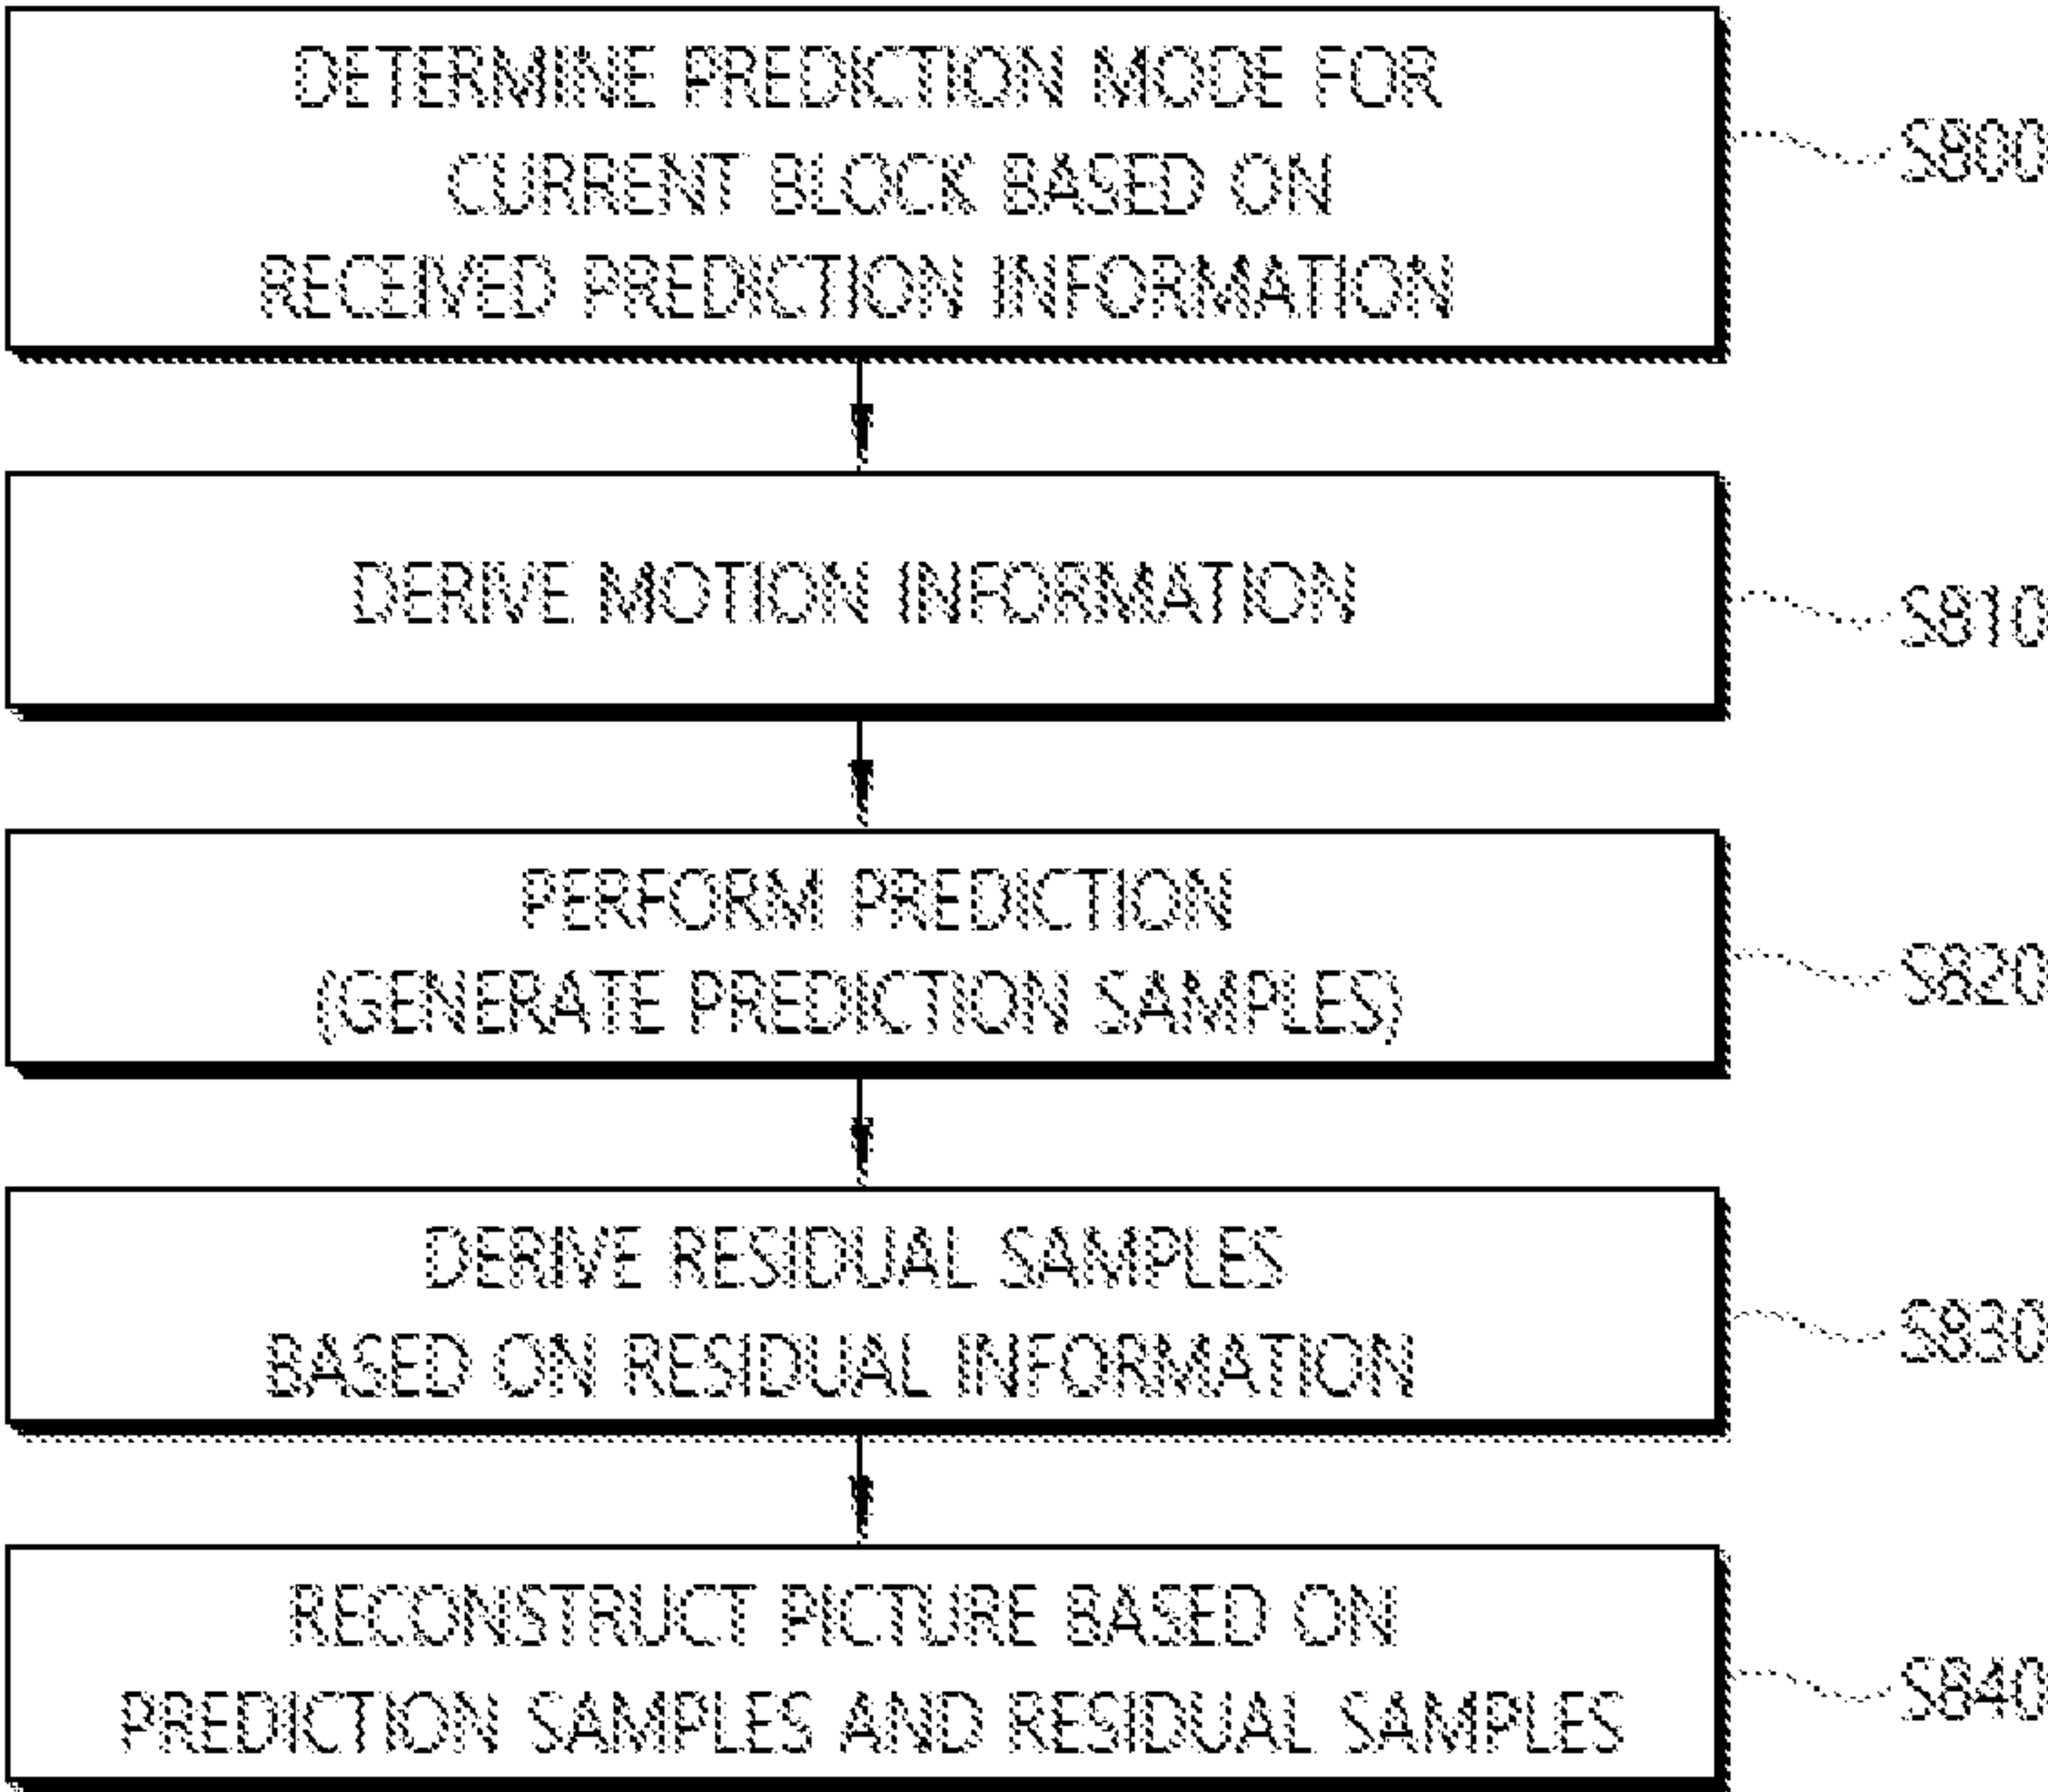 DETERMINE PREDICTION MODE FOR
CURRENT BLOCK BASED ON
RECEIVED PREDICTION INFORMATION
S800
DERIVE MOTION INFORMATION
S810
PERFORM PREDICTION
(GENERATE PREDICTION SAMPLES)
S820
DERIVE RESIDUAL SAMPLES
BASED ON RESIDUAL INFORMATION
S830
RECONSTRUCT PICTURE BASED ON
PREDICTION SAMPLES AND RESIDUAL SAMPLES
S840